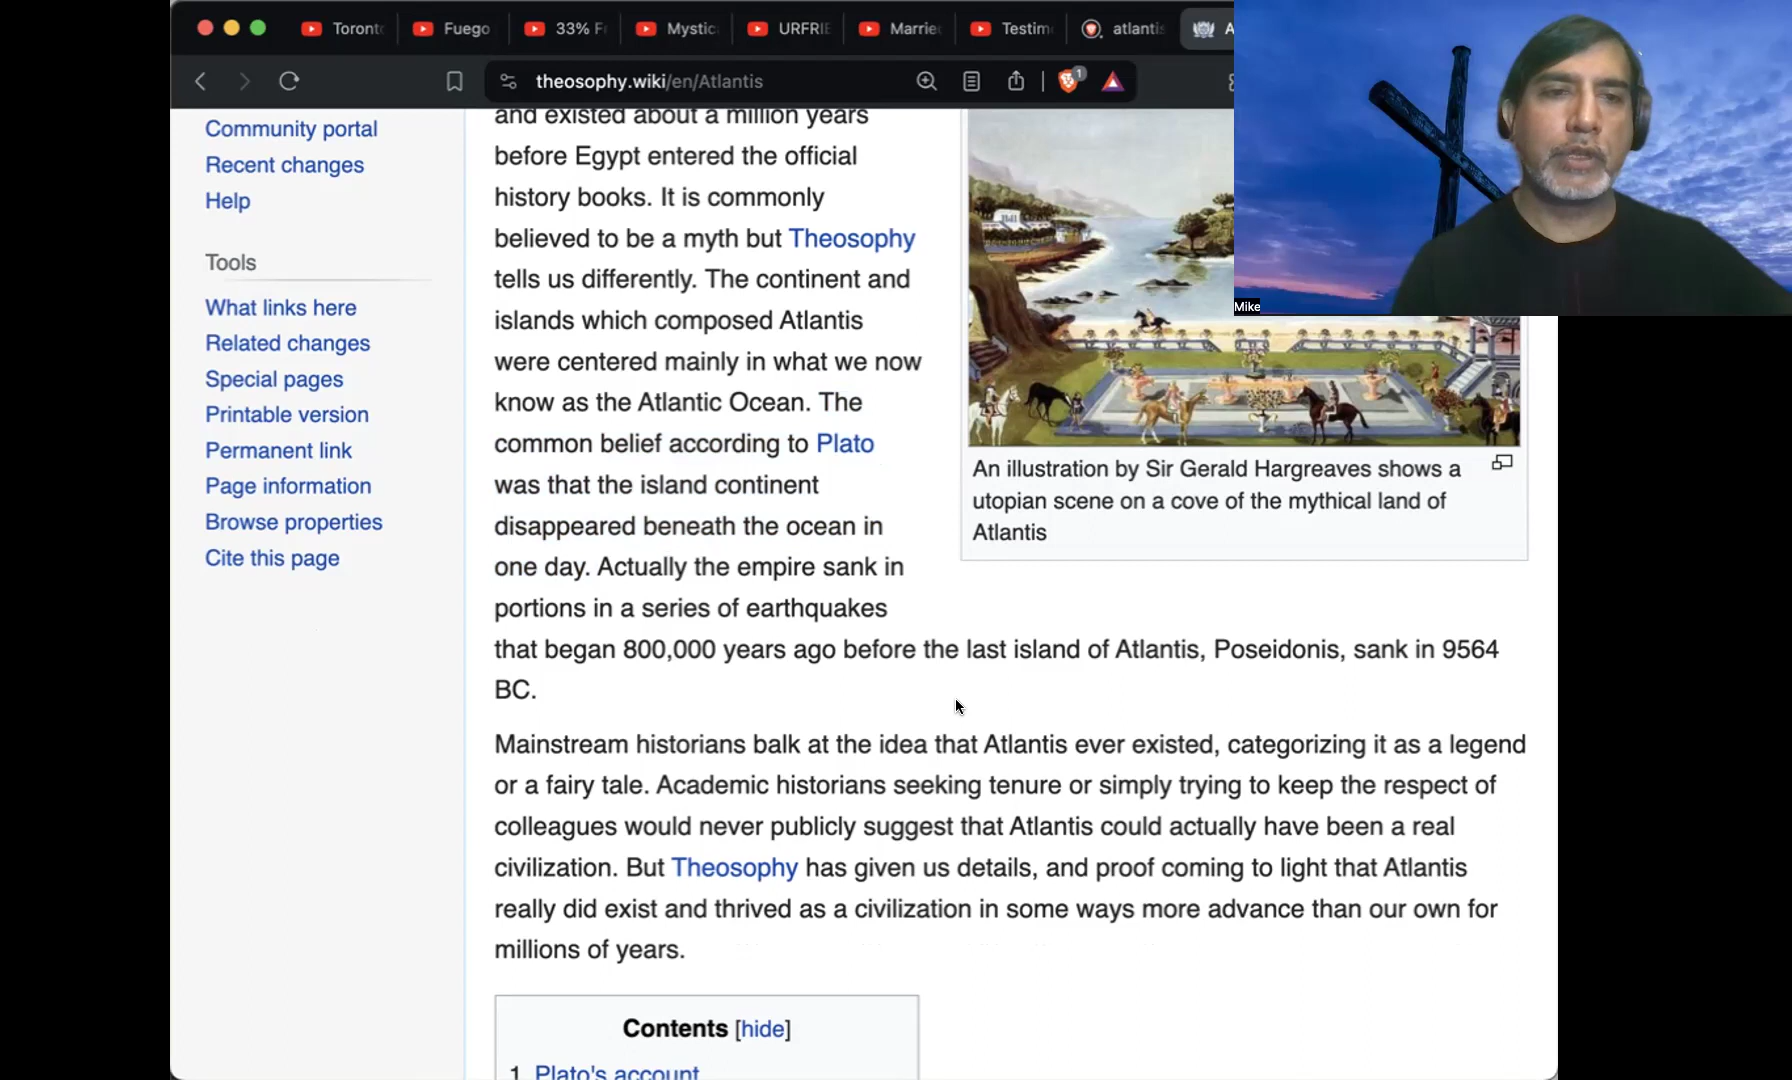 Toront
Fuego
33% F
Mystic
URFRIE
Marrie
Testim
atlantis
A
theosophy.wiki/en/Atlantis
1
Mike
Community portal
Recent changes
Help
Tools
What links here
Related changes
Special pages
Printable version
Permanent link
Page information
Browse properties
Cite this page
and existed about a million years
before Egypt entered the official
history books. It is commonly
believed to be a myth but Theosophy
tells us differently. The continent and
islands which composed Atlantis
were centered mainly in what we now
know as the Atlantic Ocean. The
common belief according to Plato
was that the island continent
disappeared beneath the ocean in
one day. Actually the empire sank in
portions in a series of earthquakes
that began 800,000 years ago before the last island of Atlantis, Poseidonis, sank in 9564
BC.
An illustration by Sir Gerald Hargreaves shows a
utopian scene on a cove of the mythical land of
Atlantis
Mainstream historians balk at the idea that Atlantis ever existed, categorizing it as a legend
or a fairy tale. Academic historians seeking tenure or simply trying to keep the respect of
colleagues would never publicly suggest that Atlantis could actually have been a real
civilization. But Theosophy has given us details, and proof coming to light that Atlantis
really did exist and thrived as a civilization in some ways more advance than our own for
millions of years.
Contents [hide]
1 Plato's account